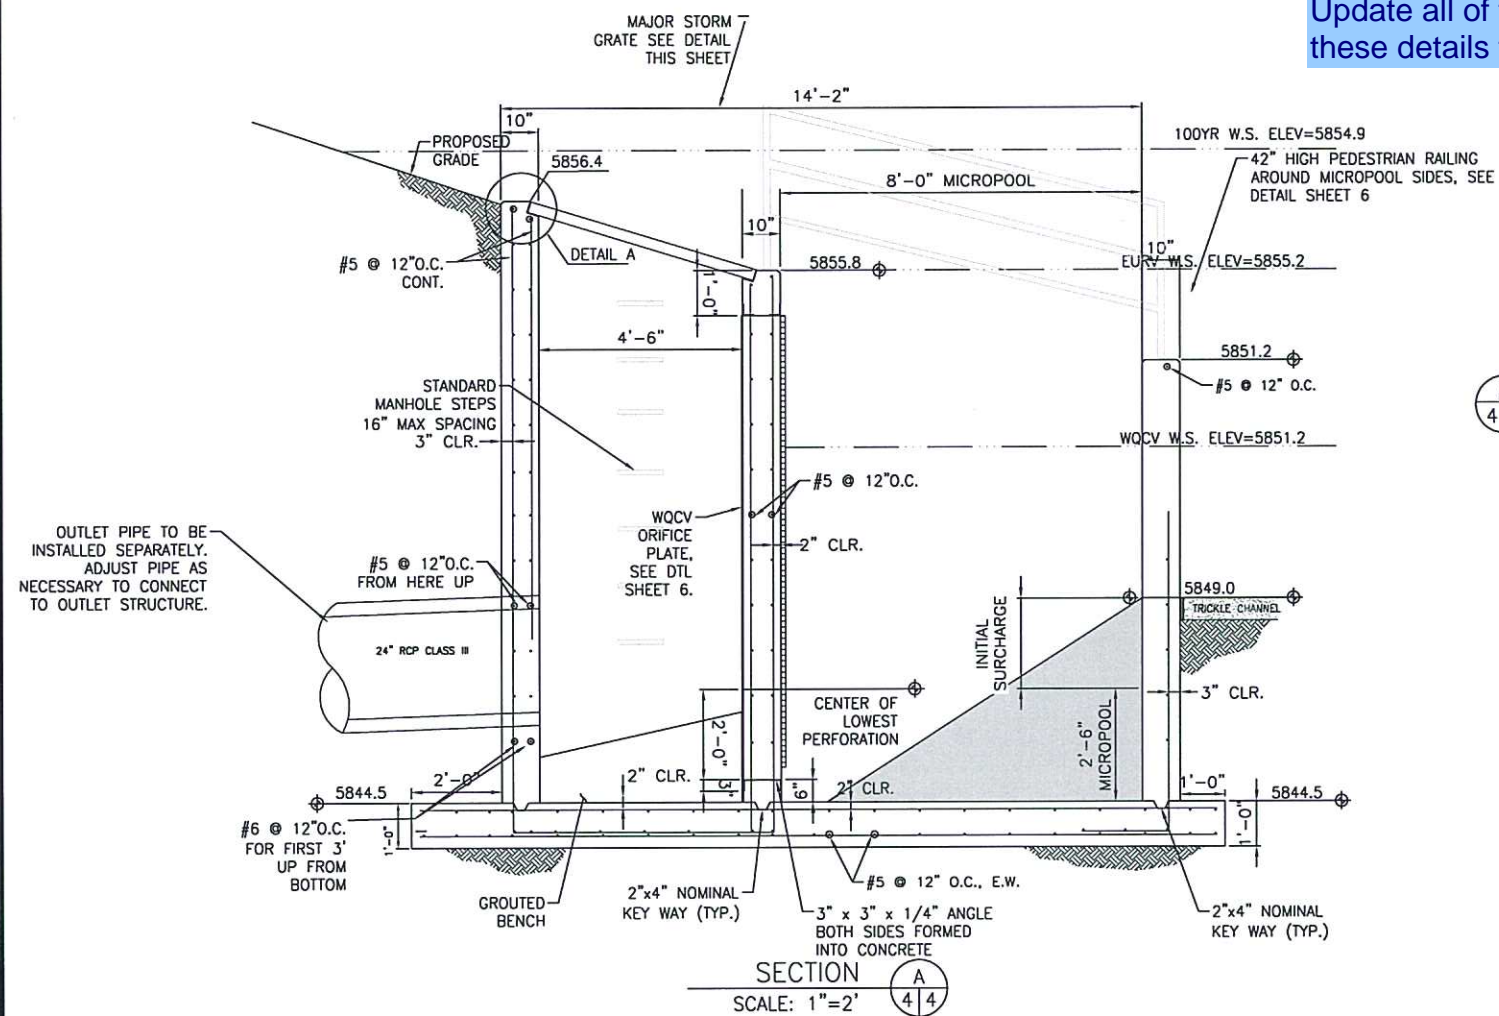 Update all of
these details
MAJOR STORM
GRATE SEE DETAIL
THIS SHEET
14'-2"
10"
PROPOSED
GRADE
5856.4
100YR W.S. ELEV=5854.9
42" HIGH PEDESTRIAN RAILING
AROUND MICROPOOL SIDES, SEE
DETAIL SHEET 6
8'-0" MICROPOOL
10"
10"
#5 @ 12"O.C.
CONT.
DETAIL A
1'-0"
5855.8
EURV W.S. ELEV=5855.2
4'-6"
5851.2
#5 @ 12" O.C.
STANDARD
MANHOLE STEPS
16" MAX SPACING
3" CLR.
4
WQCV W.S. ELEV=5851.2
#5 @ 12"O.C.
WQCV
ORIFICE
PLATE,
SEE DTL
SHEET 6.
2" CLR.
OUTLET PIPE TO BE
INSTALLED SEPARATELY.
ADJUST PIPE AS
NECESSARY TO CONNECT
TO OUTLET STRUCTURE.
#5 @ 12"O.C.
FROM HERE UP
24" RCP CLASS III
INITIAL
SURCHARGE
5849.0
TRICKLE CHANNEL
CENTER OF
LOWEST
PERFORATION
2'-0"
3"
6"
2'-6"
MICROPOOL
3" CLR.
2'-0"
2" CLR.
2" CLR.
1'-0"
5844.5
5844.5
1'-0"
1'-0"
#6 @ 12"O.C.
FOR FIRST 3'
UP FROM
BOTTOM
GROUTED
BENCH
2"x4" NOMINAL
KEY WAY (TYP.)
#5 @ 12" O.C., E.W.
3" x 3" x 1/4" ANGLE
BOTH SIDES FORMED
INTO CONCRETE
2"x4" NOMINAL
KEY WAY (TYP.)
SECTION
SCALE: 1"=2'
A
4 4